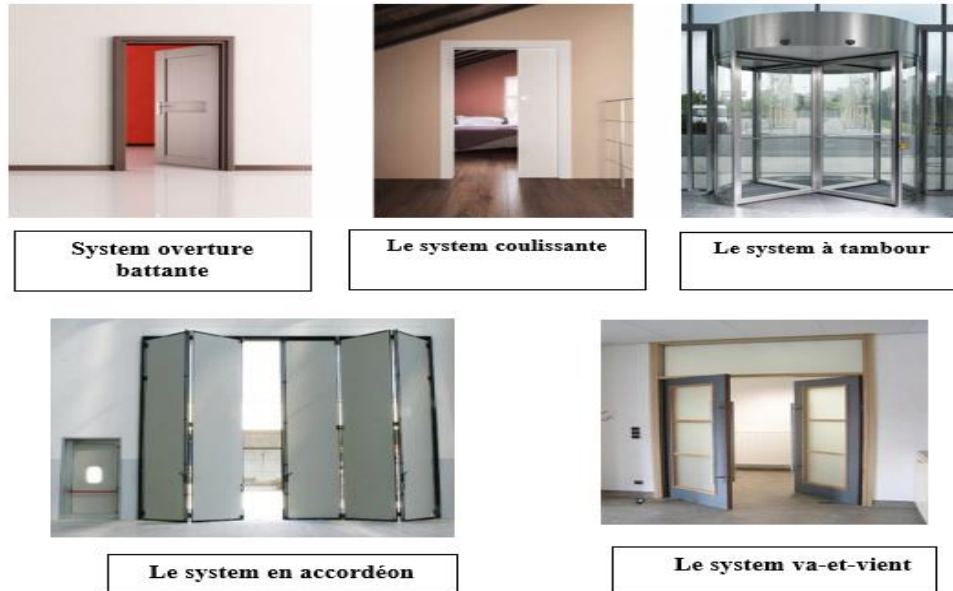 System overture
battante
Le system coulissante
Le system à tambour
Le system en accordéon
Le system va-et-vient